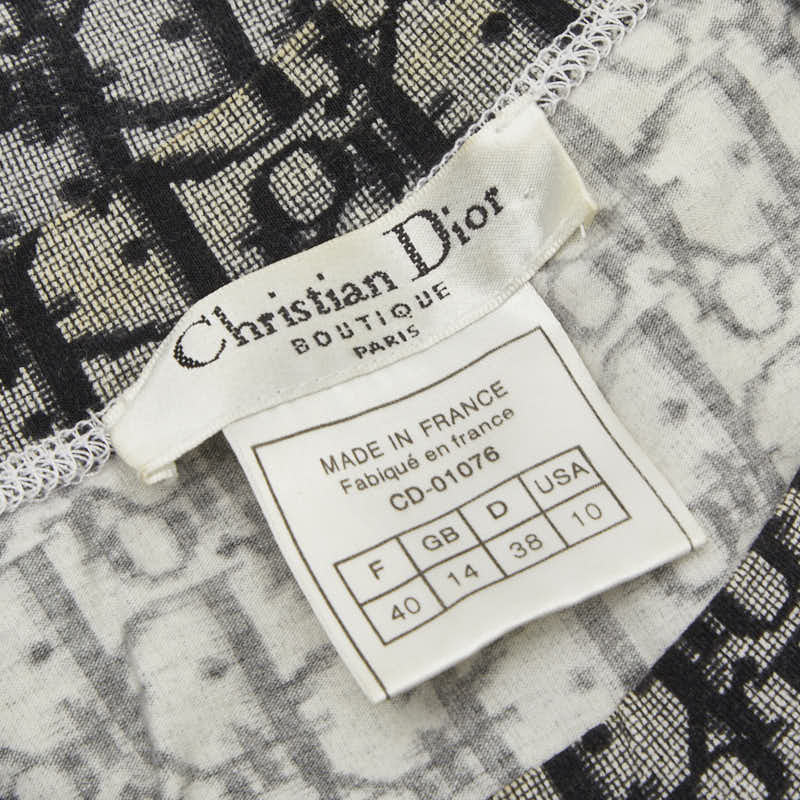 Christian Dior
BOUTIQUE
PARIS
MADE IN FRANCE
Fabiqué en france
CD-01076
F GB D USA
40 14 38 10